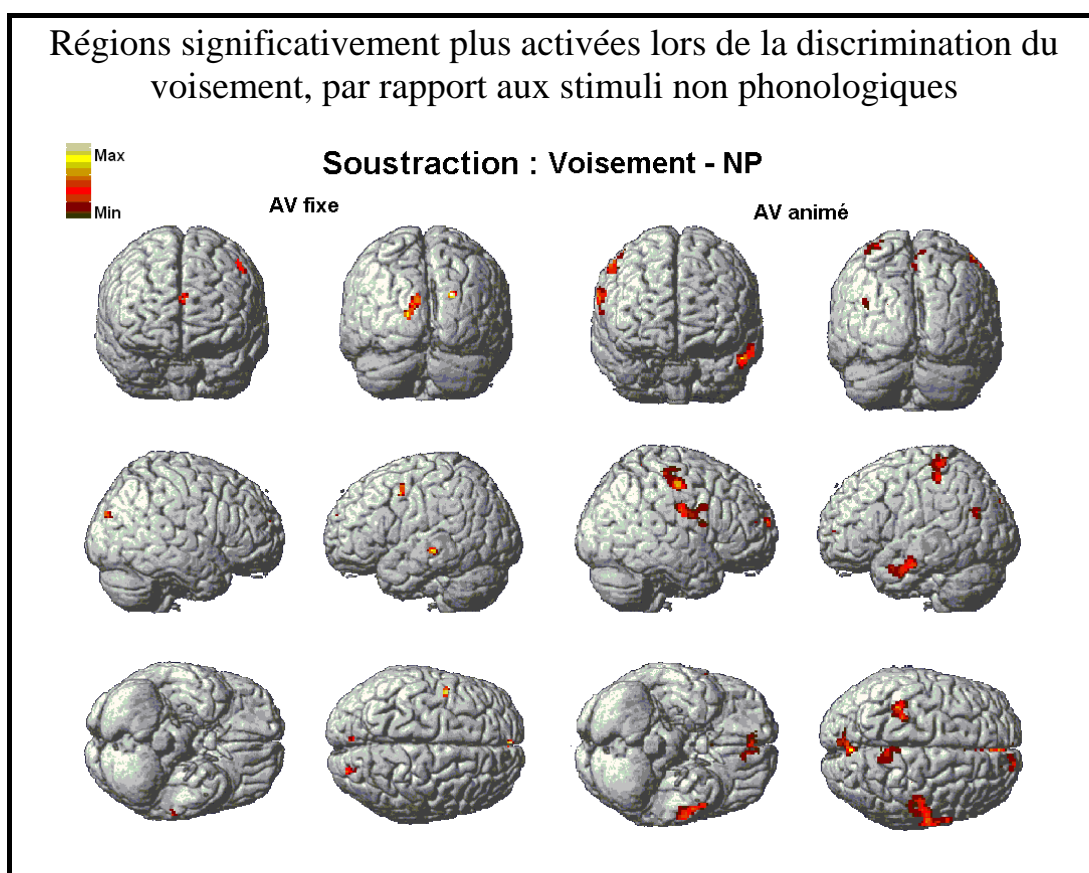 Régions significativement plus activées lors de la discrimination du
voisement, par rapport aux stimuli non phonologiques
Max
Min
Soustraction : Voisement - NP
AV fixe
AV animé